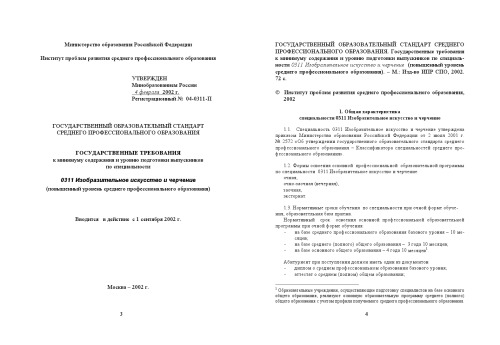 Министерство образования Российской Федерации
Институт проблем развития среднего профессионального образования
УТВЕРЖДЕН
Минобразованием России
4 февраля 2002 г.
Регистрационный № 04-0311-П
ГОСУДАРСТВЕННЫЙ ОБРАЗОВАТЕЛЬНЫЙ СТАНДАРТ
СРЕДНЕГО ПРОФЕССИОНАЛЬНОГО ОБРАЗОВАНИЯ
ГОСУДАРСТВЕННЫЕ ТРЕБОВАНИЯ
к минимуму содержания и уровню подготовки выпускников
по специальности
0311 Изобразительное искусство и черчение
(повышенный уровень среднего профессионального образования)
Вводится в действие с 1 сентября 2002 г.
Москва – 2002 г.
3
ГОСУДАРСТВЕННЫЙ ОБРАЗОВАТЕЛЬНЫЙ СТАНДАРТ СРЕДНЕГО
ПРОФЕССИОНАЛЬНОГО ОБРАЗОВАНИЯ. Государственные требования
к минимуму содержания и уровню подготовки выпускников по специаль-
ности 0311 Изобразительное искусство и черчение (повышенный уровень
среднего профессионального образования). – М.: Изд-во ИПР СПО, 2002.
72 с.
© Институт проблем развития среднего профессионального образования,
2002
1. Общая характеристика
специальности 0311 Изобразительное искусство и черчение
1.1 Специальность 0311 Изобразительное искусство и черчение утверждена
приказом Министерства образования Российской Федерации от 2 июля 2001 г.
№ 2572 «Об утверждении государственного образовательного стандарта среднего
профессионального образования – Классификатора специальностей среднего про-
фессионального образования.
1.2 Формы освоения основной профессиональной образовательной программы
по специальности 0311 Изобразительное искусство и черчение
очная,
очно-заочная (вечерняя),
заочная,
экстернат.
1.3 Нормативные сроки обучения по специальности при очной форме обуче-
ния, образовательная база приема
Нормативный срок освоения основной профессиональной образовательной
программы при очной форме обучения:
- на базе среднего профессионального образования базового уровня – 10 ме-
сяцев,
- на базе среднего (полного) общего образования – 3 года 10 месяцев,
- на базе основного общего образования – 4 года 10 месяцев1
Абитуриент при поступлении должен иметь один из документов:
- диплом о среднем профессиональном образовании базового уровня;
- аттестат о среднем (полном) общем образовании;
1 Образовательные учреждения, осуществляющие подготовку специалистов на базе основного
общего образования, реализуют основную образовательную программу среднего (полного)
общего образования с учетом профиля получаемого среднего профессионального образования.
4